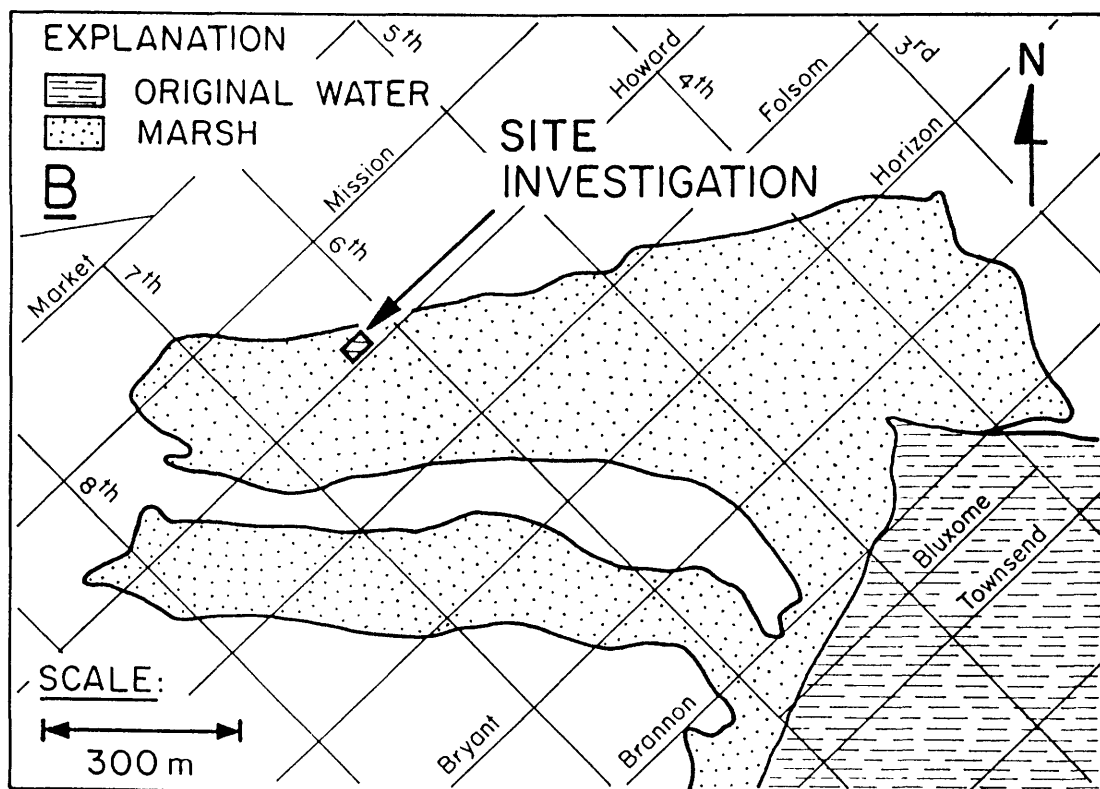 EXPLANATION
ORIGINAL WATER
MARSH
B
5th
Howard
4th
Folsom
3rd
N
SITE
INVESTIGATION
Mission
Horizon
6th
Market
7th
8th
Bluxome
Townsend
SCALE:
300 m
Bryant
Brannon